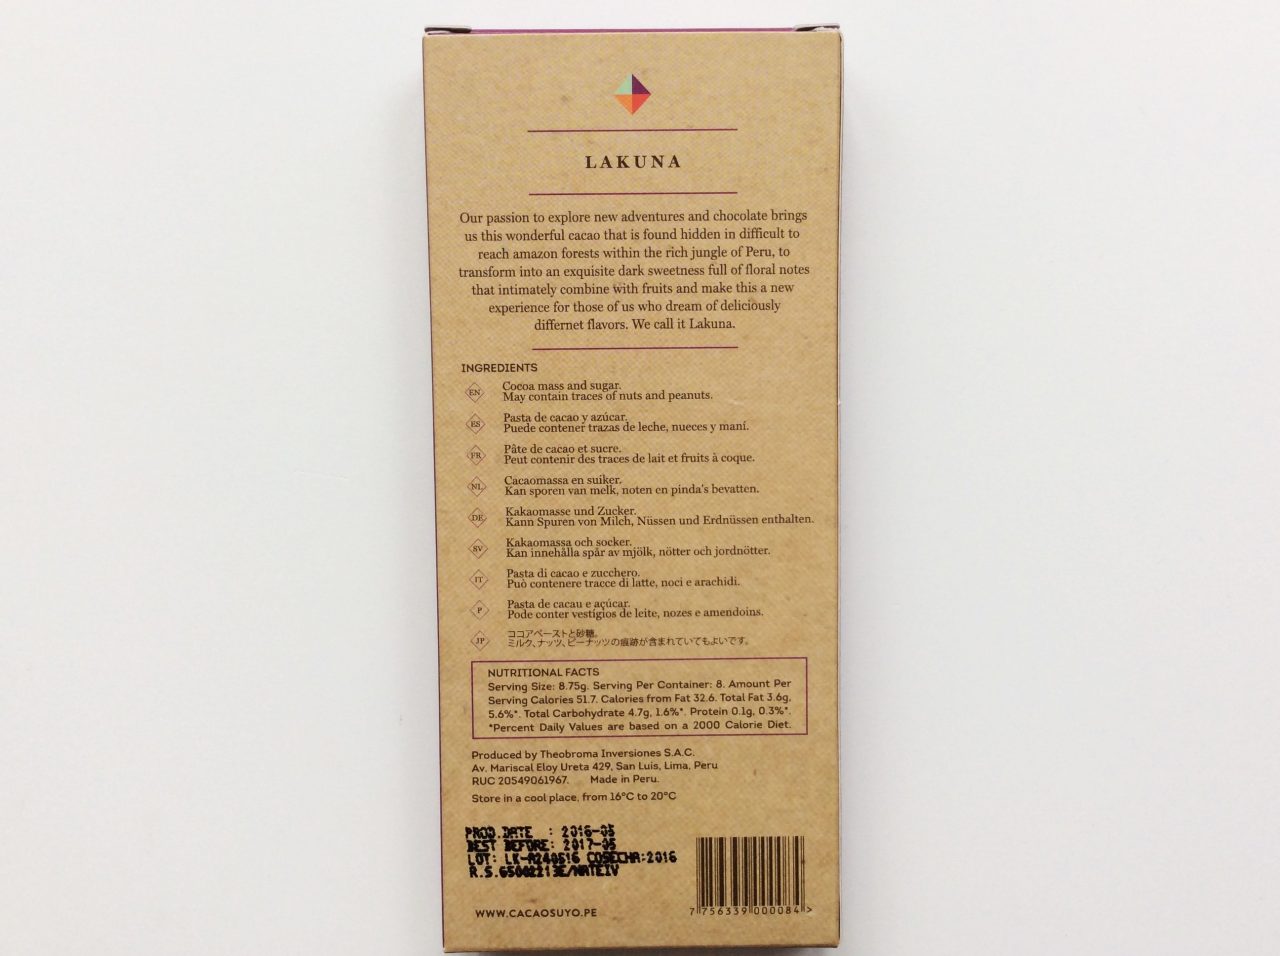 LAKUNA
Our passion to explore new adventures and chocolate brings
us this wonderful cacao that is found hidden in difficult to
reach amazon forests within the rich jungle of Peru, to
transform into an exquisite dark sweetness full of floral notes
that intimately combine with fruits and make this a new
experience for those of us who dream of deliciously
differnet flavors. We call it Lakuna.
INGREDIENTS
EN Cocoa mass and sugar.
May contain traces of nuts and peanuts.
ES Pasta de cacao y azúcar.
Puede contener trazas de leche, nueces y maní.
FR Pâte de cacao et sucre.
Peut contenir des traces de lait et fruits à coque.
NL Cacaomassa en suiker.
Kan sporen van melk, noten en pinda's bevatten.
DE Kakaomasse und Zucker.
Kann Spuren von Milch, Nüssen und Erdnüssen enthalten.
SV Kakaomassa och socker.
Kan innehålla spår av mjölk, nötter och jordnötter.
IT Pasta di cacao e zucchero.
Può contenere tracce di latte, noci e arachidi.
P Pasta de cacau e açúcar.
Pode conter vestígios de leite, nozes e amendoins.
JP ココアペーストと砂糖。
ミルク、ナッツ、ピーナッツの痕跡が含まれていてもよいです。
NUTRITIONAL FACTS
Serving Size: 8.75g. Serving Per Container: 8. Amount Per
Serving Calories 51.7. Calories from Fat 32.6. Total Fat 3.6g,
5.6%*. Total Carbohydrate 4.7g, 1.6%*. Protein 0.1g, 0.3%*.
*Percent Daily Values are based on a 2000 Calorie Diet.
Produced by Theobroma Inversiones S.A.C.
Av. Mariscal Eloy Ureta 429, San Luis, Lima, Peru
RUC 20549061967. Made in Peru.
Store in a cool place, from 16°C to 20°C
PROD.DATE : 2016-05
BEST BEFORE: 2017-05
LOT: LK-A240516 COSECHA:2016
R.S.65002213E/NATEIV
WWW.CACAOSUYO.PE
7 756339 000084 >